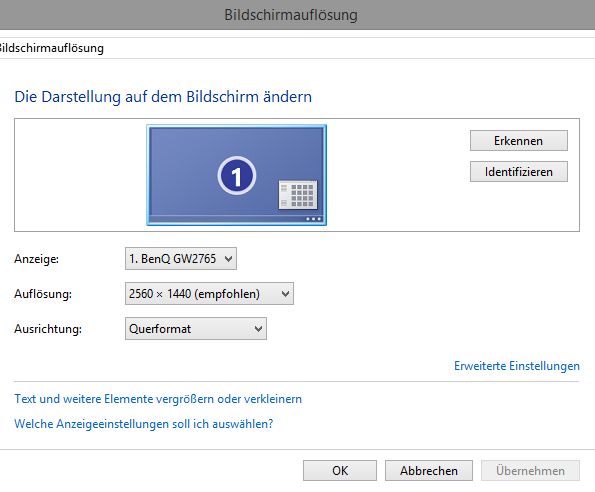 Bildschirmauflösung
Bildschirmauflösung
Die Darstellung auf dem Bildschirm ändern
1
Erkennen
Identifizieren
Anzeige: 1. BenQ GW2765
Auflösung: 2560 × 1440 (empfohlen)
Ausrichtung: Querformat
Erweiterte Einstellungen
Text und weitere Elemente vergrößern oder verkleinern
Welche Anzeigeeinstellungen soll ich auswählen?
OK Abbrechen Übernehmen